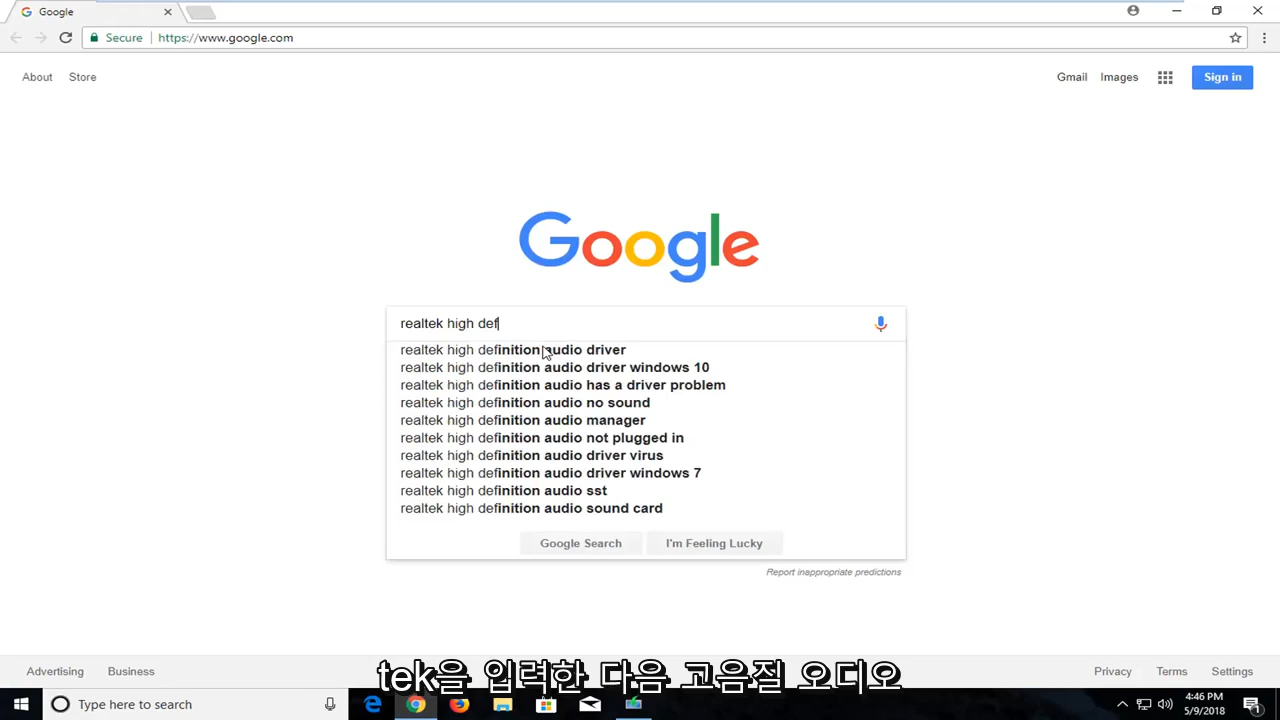 Google
Secure
https://www.google.com
About
Store
Gmail
Images
Sign in
Google
realtek high def
realtek high definition audio driver
realtek high definition audio driver windows 10
realtek high definition audio has a driver problem
realtek high definition audio no sound
realtek high definition audio manager
realtek high definition audio not plugged in
realtek high definition audio driver virus
realtek high definition audio driver windows 7
realtek high definition audio sst
realtek high definition audio sound card
Google Search
I'm Feeling Lucky
Report inappropriate predictions
Advertising
Business
Privacy
Terms
Settings
tek을 입력한 다음 고음질 오디오
Type here to search
4:46 PM
5/9/2018
1